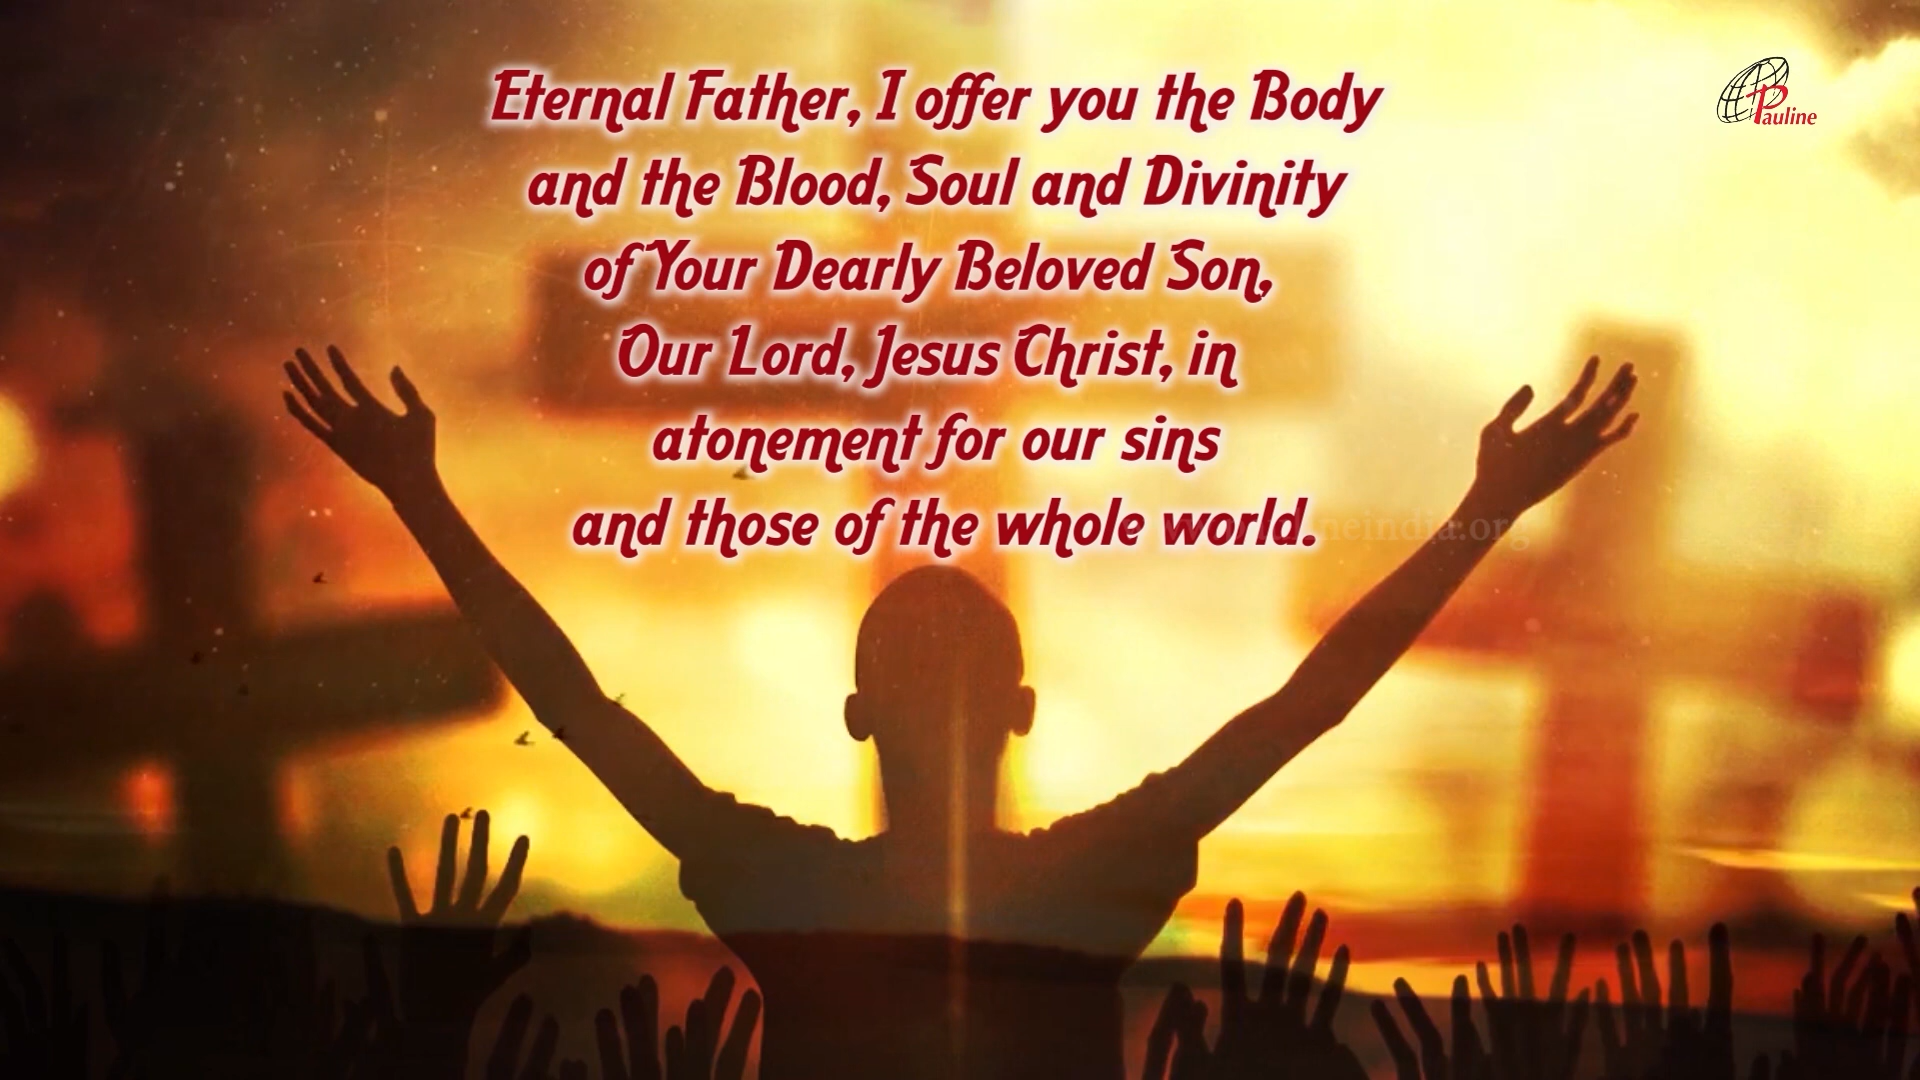 Eternal Father, I offer you the Body
and the Blood, Soul and Divinity
of Your Dearly Beloved Son,
Our Lord, Jesus Christ, in
atonement for our sins
and those of the whole world.
Pauline